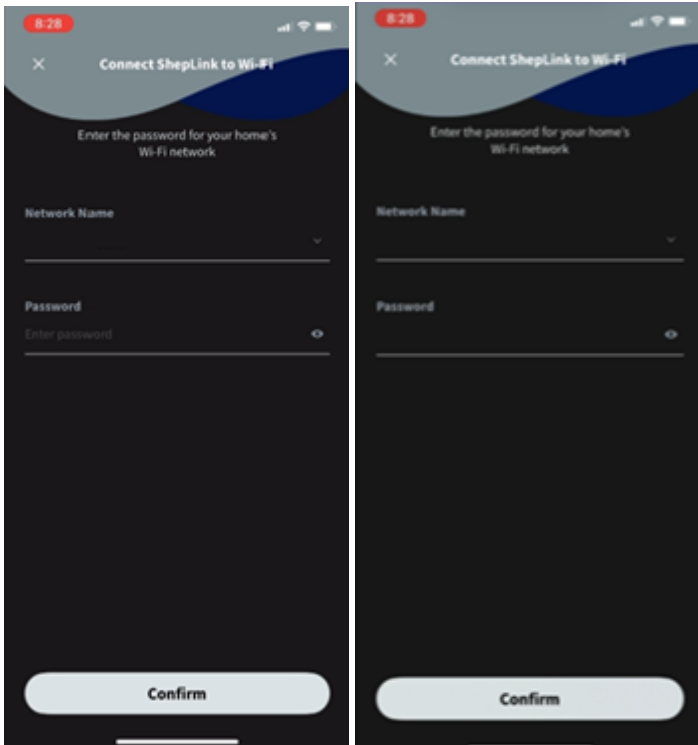 8:28
Connect ShepLink to Wi-Fi
Enter the password for your home's
Wi-Fi network
Network Name
Password
Enter password
Confirm
8:28
Connect ShepLink to Wi-Fi
Enter the password for your home's
Wi-Fi network
Network Name
Password
Confirm